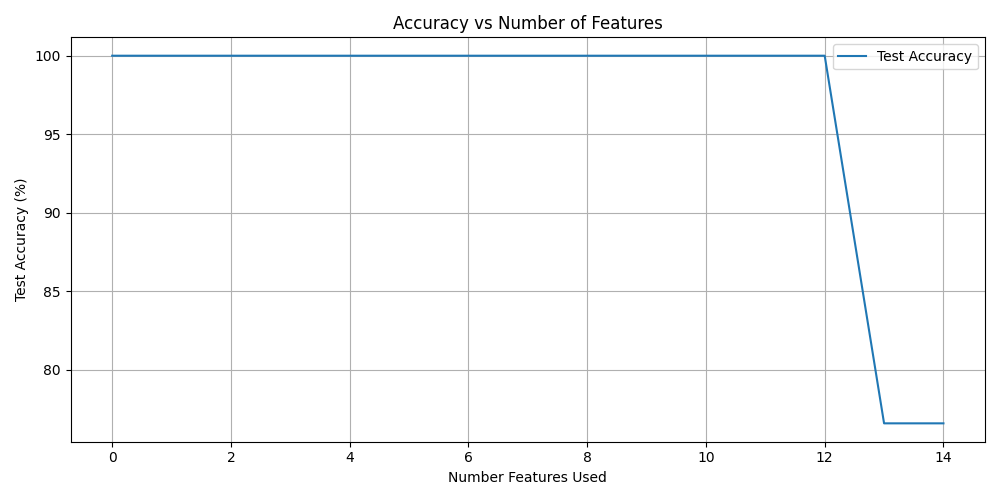 Accuracy vs Number of Features
Test Accuracy
Test Accuracy (%)
100
95
90
85
80
0 2 4 6 8 10 12 14
Number Features Used